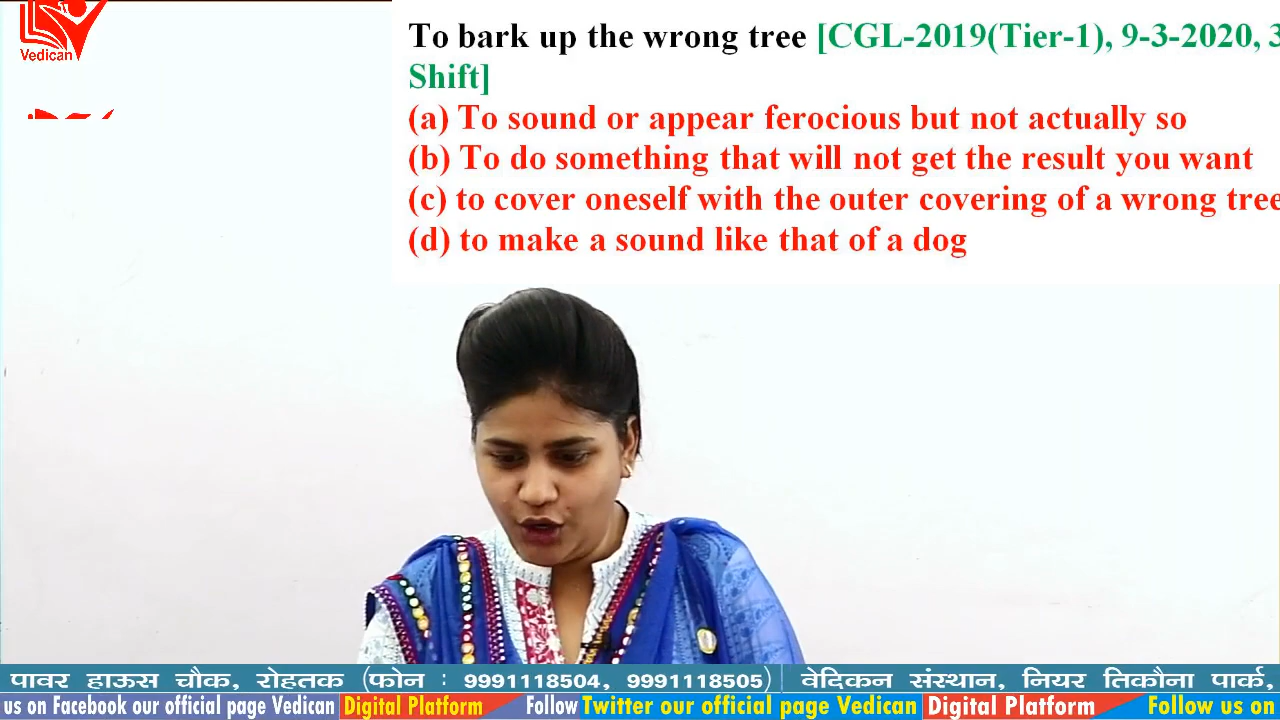 Vedican
To bark up the wrong tree [CGL-2019(Tier-1), 9-3-2020, 3
Shift]
(a) To sound or appear ferocious but not actually so
(b) To do something that will not get the result you want
(c) to cover oneself with the outer covering of a wrong tree
(d) to make a sound like that of a dog
पावर हाऊस चौक, रोहतक (फोन : 9991118504, 9991118505) वेदिकन संस्थान, नियर तिकौना पार्क,
us on Facebook our official page Vedican Digital Platform Follow Twitter our official page Vedican Digital Platform Follow us on